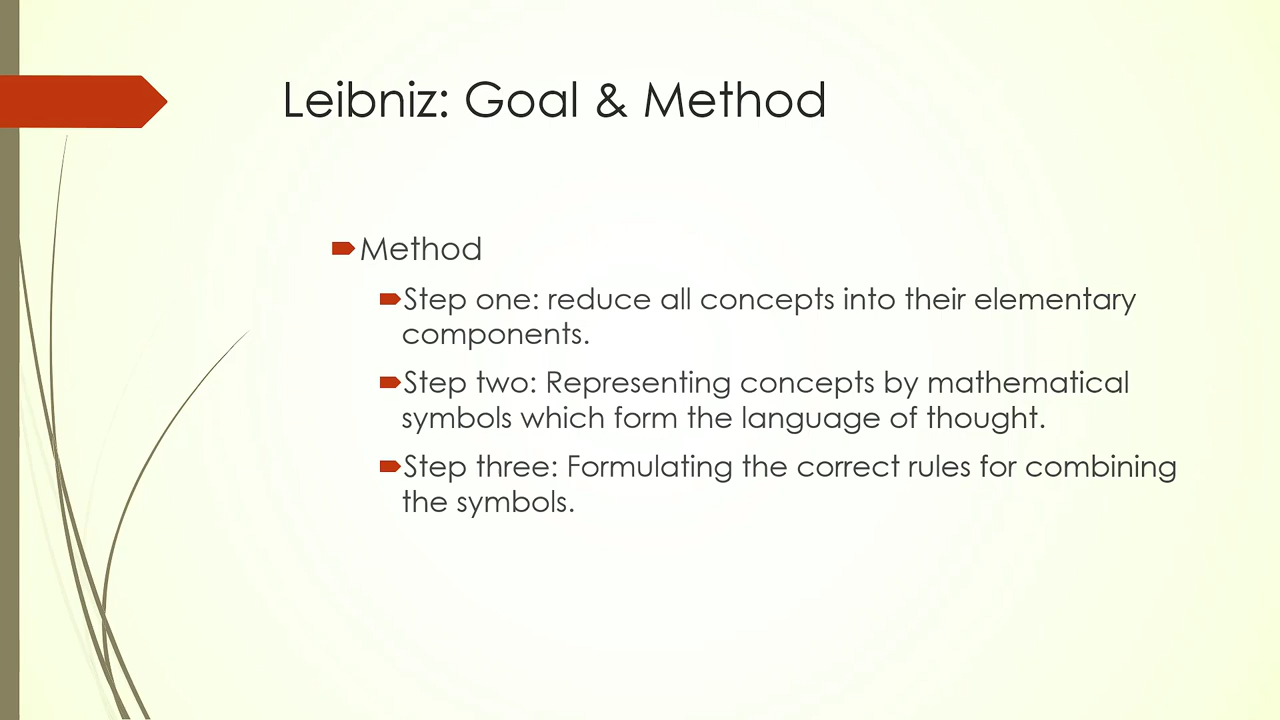 Leibniz: Goal & Method
Method
Step one: reduce all concepts into their elementary
components.
Step two: Representing concepts by mathematical
symbols which form the language of thought.
Step three: Formulating the correct rules for combining
the symbols.